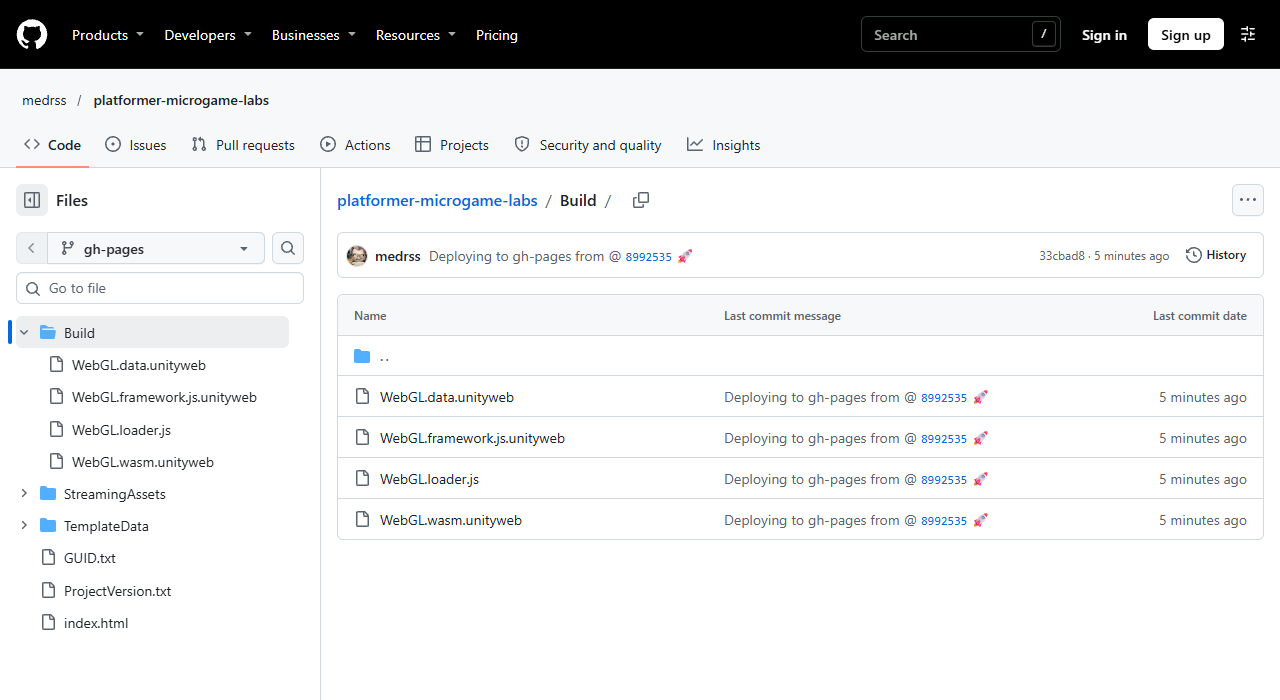 Products Developers Businesses Resources Pricing Search / Sign in Sign up
medrss / platformer-microgame-labs
Code Issues Pull requests Actions Projects Security and quality Insights
Files
gh-pages
Go to file
Build
WebGL.data.unityweb
WebGL.framework.js.unityweb
WebGL.loader.js
WebGL.wasm.unityweb
StreamingAssets
TemplateData
GUID.txt
ProjectVersion.txt
index.html
platformer-microgame-labs / Build /
medrss Deploying to gh-pages from @ 8992535 🚀 33cbad8 · 5 minutes ago History
Name Last commit message Last commit date
..
WebGL.data.unityweb Deploying to gh-pages from @ 8992535 🚀 5 minutes ago
WebGL.framework.js.unityweb Deploying to gh-pages from @ 8992535 🚀 5 minutes ago
WebGL.loader.js Deploying to gh-pages from @ 8992535 🚀 5 minutes ago
WebGL.wasm.unityweb Deploying to gh-pages from @ 8992535 🚀 5 minutes ago